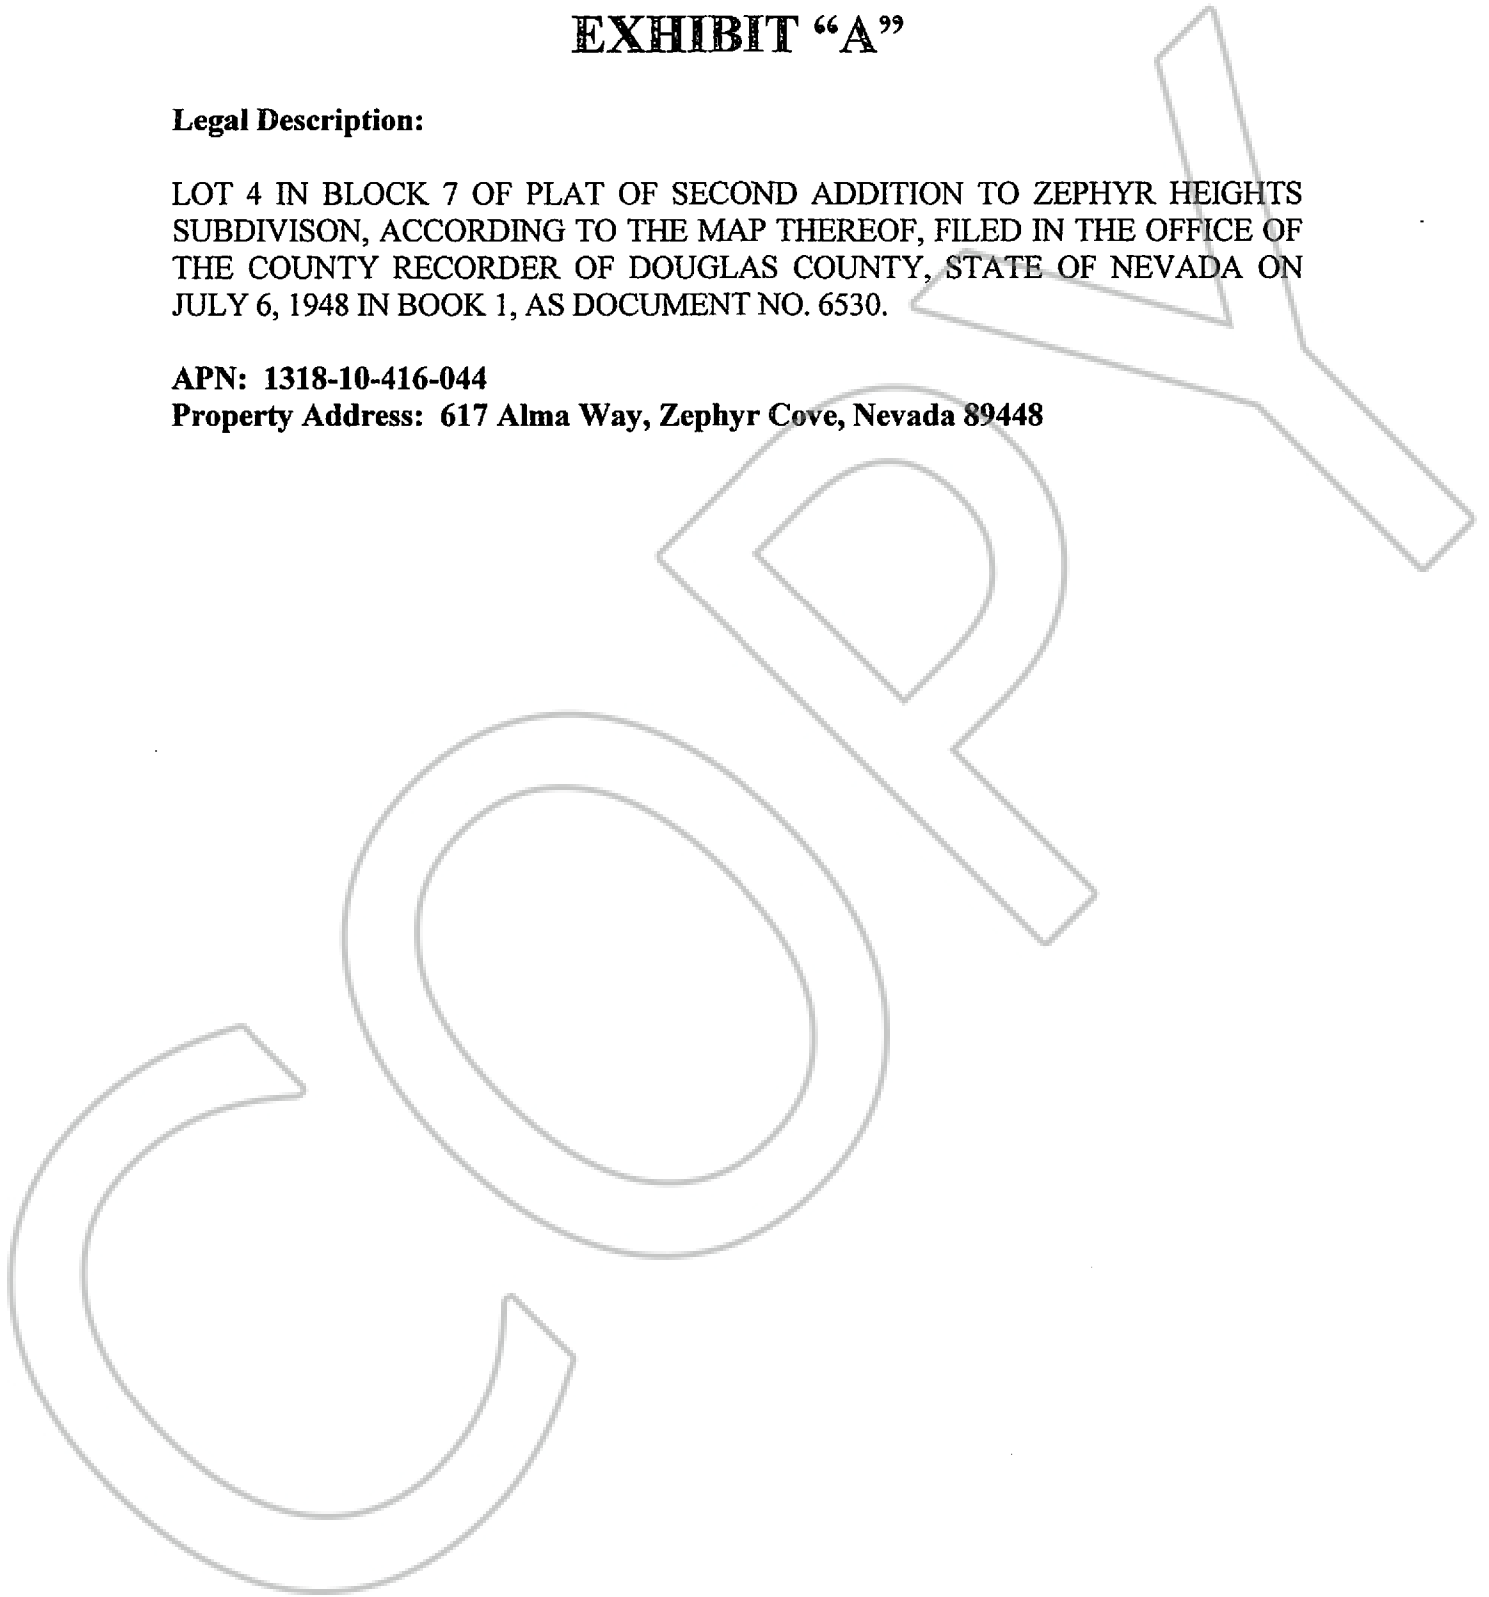 EXHIBIT “A”
Legal Description:
LOT 4 IN BLOCK 7 OF PLAT OF SECOND ADDITION TO ZEPHYR HEIGHTS
SUBDIVISON, ACCORDING TO THE MAP THEREOF, FILED IN THE OFFICE OF
THE COUNTY RECORDER OF DOUGLAS COUNTY, STATE OF NEVADA ON
JULY 6, 1948 IN BOOK 1, AS DOCUMENT NO. 6530.
APN: 1318-10-416-044
Property Address: 617 Alma Way, Zephyr Cove, Nevada 89448
COPY